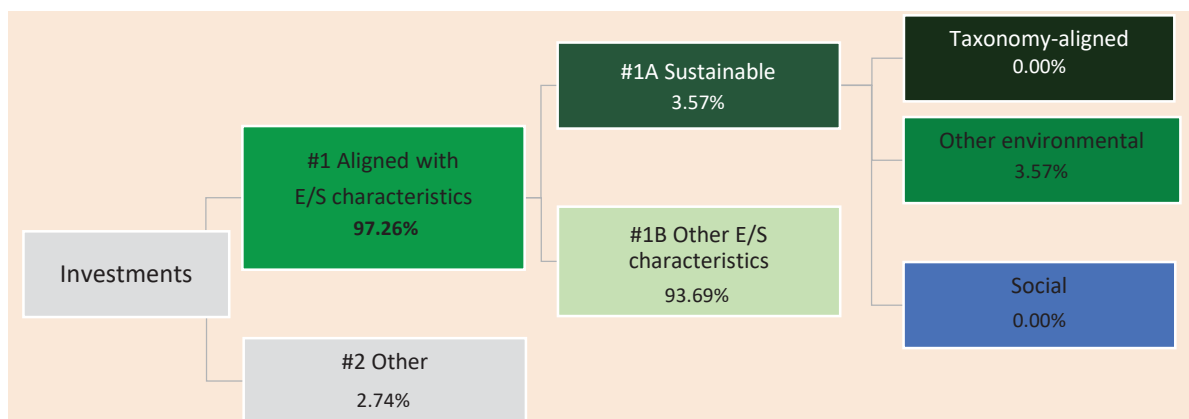 Investments
#1 Aligned with
E/S characteristics
97.26%
#2 Other
2.74%
#1A Sustainable
3.57%
#1B Other E/S
characteristics
93.69%
Taxonomy-aligned
0.00%
Other environmental
3.57%
Social
0.00%